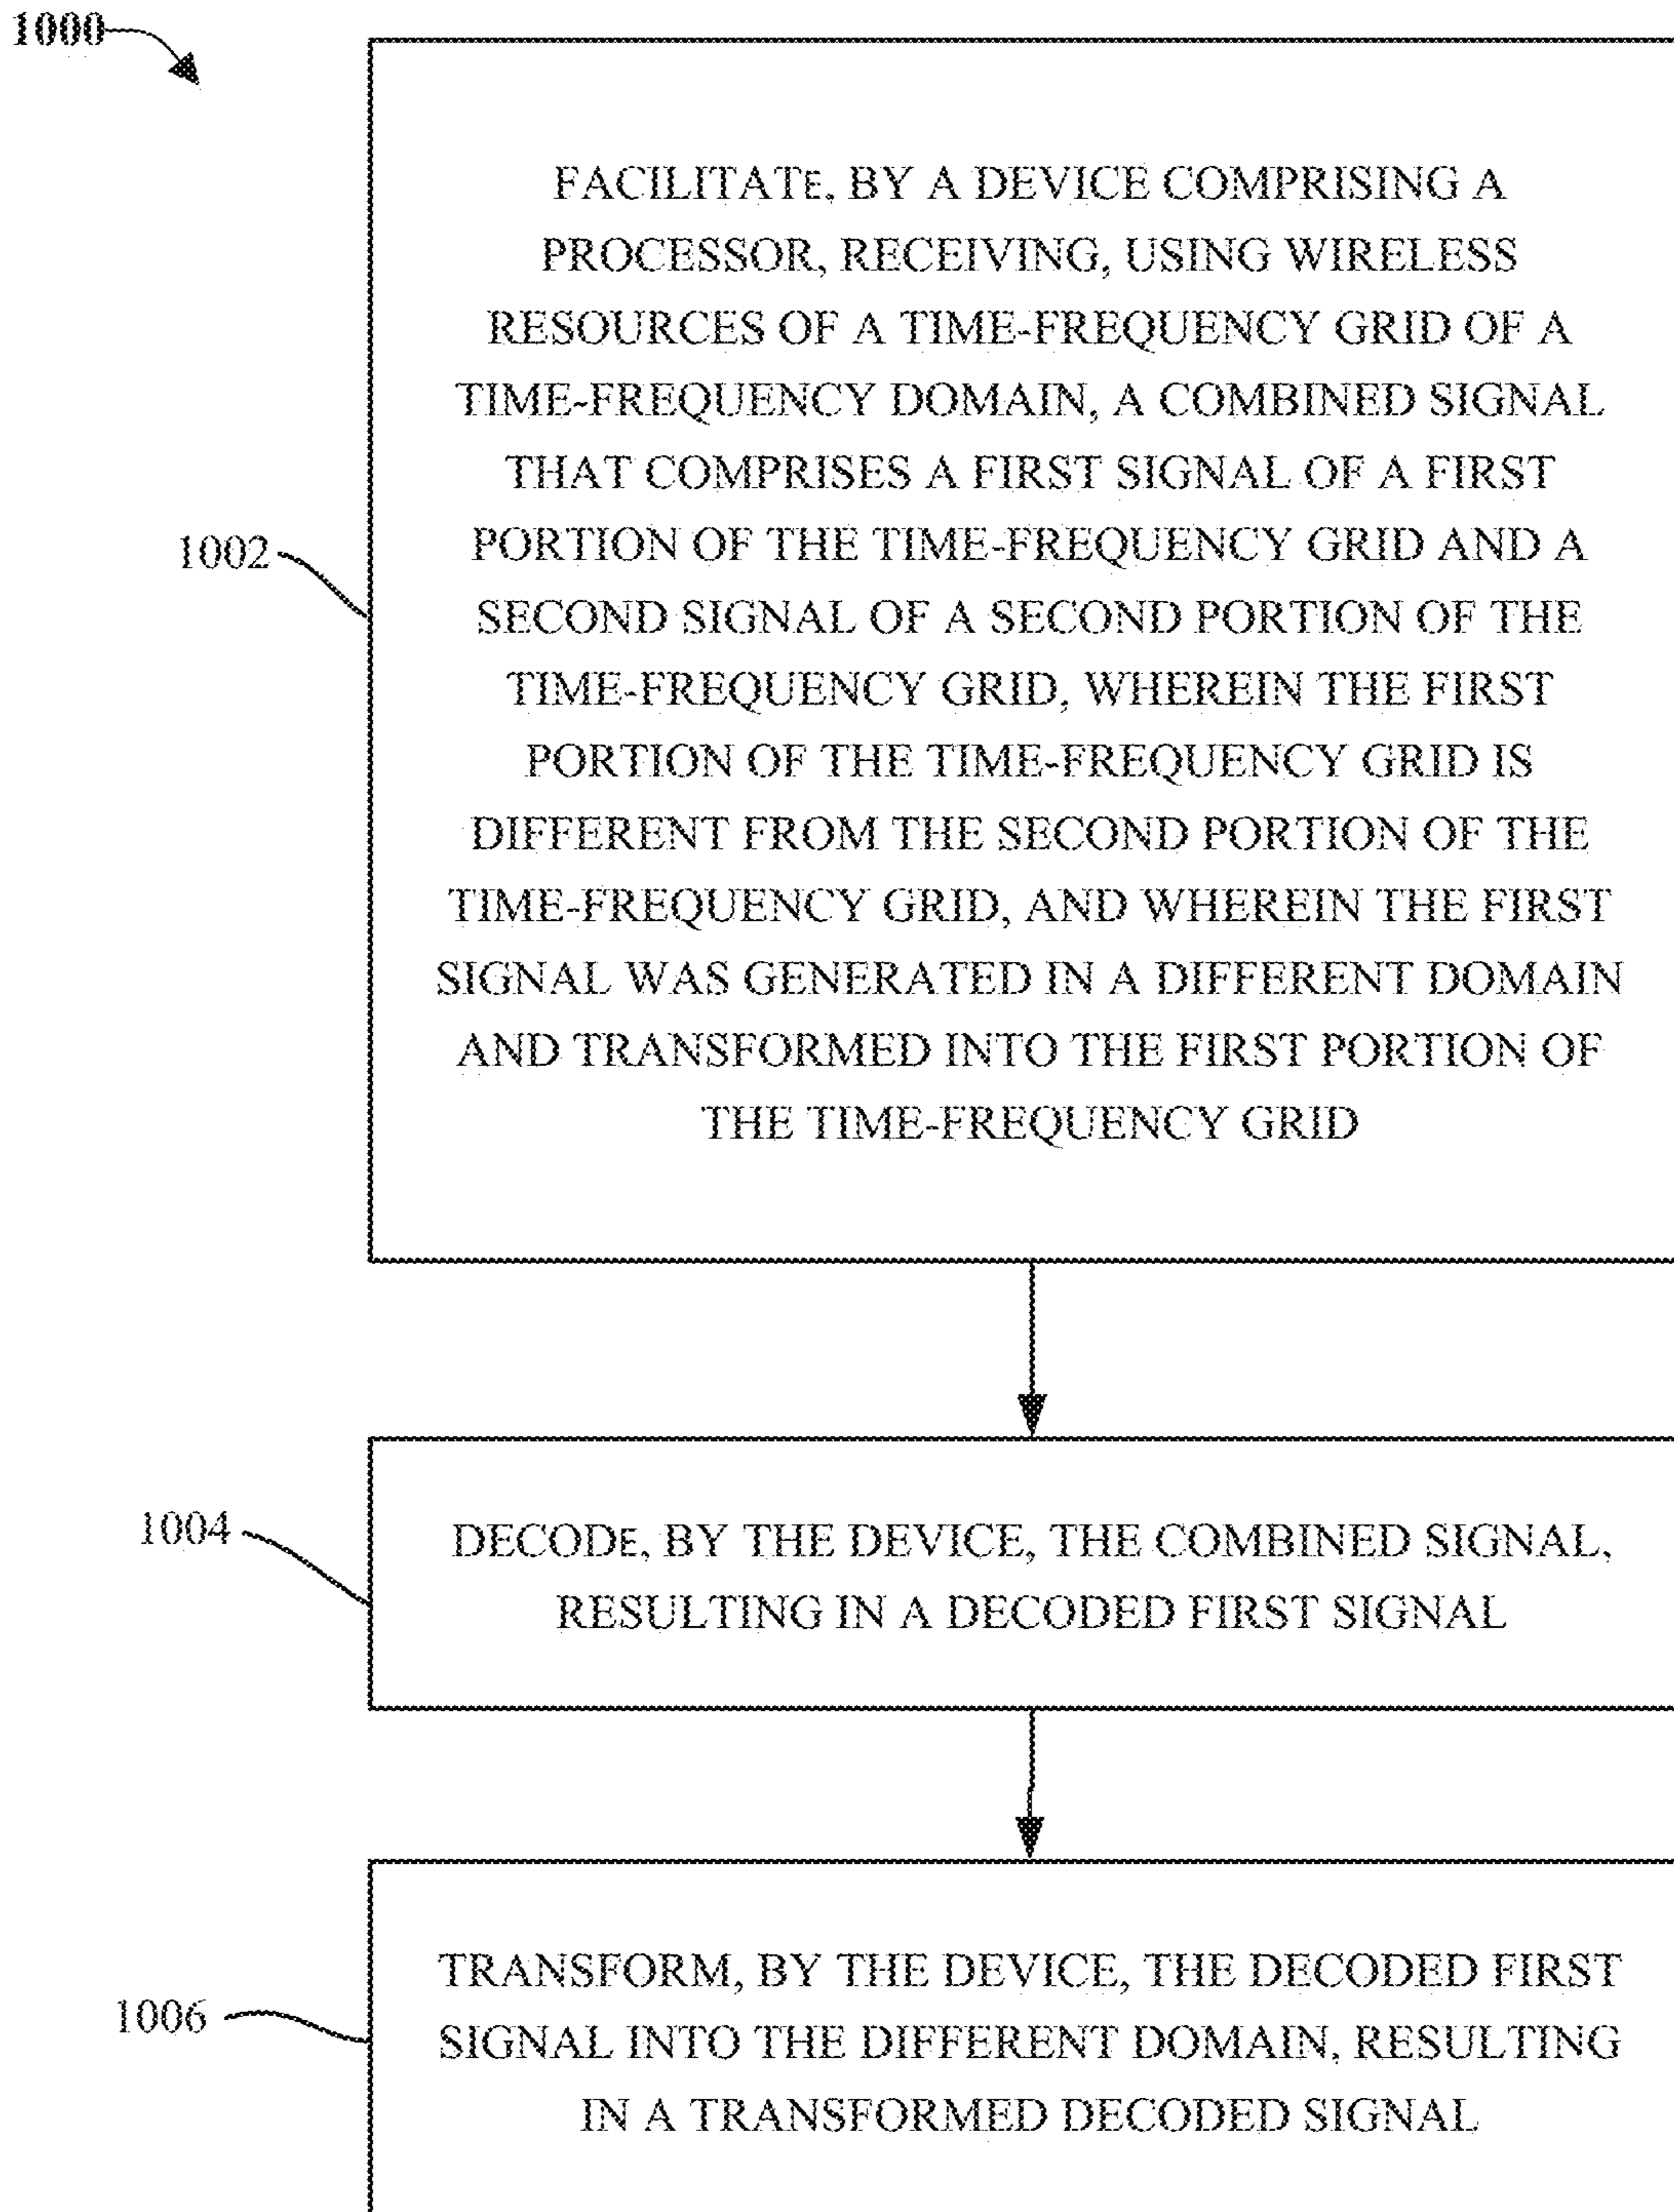 1000
FACILITATE, BY A DEVICE COMPRISING A
PROCESSOR, RECEIVING, USING WIRELESS
RESOURCES OF A TIME-FREQUENCY GRID OF A
TIME-FREQUENCY DOMAIN, A COMBINED SIGNAL
THAT COMPRISES A FIRST SIGNAL OF A FIRST
PORTION OF THE TIME-FREQUENCY GRID AND A
1002
SECOND SIGNAL OF A SECOND PORTION OF THE
TIME-FREQUENCY GRID, WHEREIN THE FIRST
PORTION OF THE TIME-FREQUENCY GRID IS
DIFFERENT FROM THE SECOND PORTION OF THE
TIME-FREQUENCY GRID, AND WHEREIN THE FIRST
SIGNAL WAS GENERATED IN A DIFFERENT DOMAIN
AND TRANSFORMED INTO THE FIRST PORTION OF
THE TIME-FREQUENCY GRID
1004
DECODE, BY THE DEVICE, THE COMBINED SIGNAL,
RESULTING IN A DECODED FIRST SIGNAL
1006
TRANSFORM, BY THE DEVICE, THE DECODED FIRST
SIGNAL INTO THE DIFFERENT DOMAIN, RESULTING
IN A TRANSFORMED DECODED SIGNAL